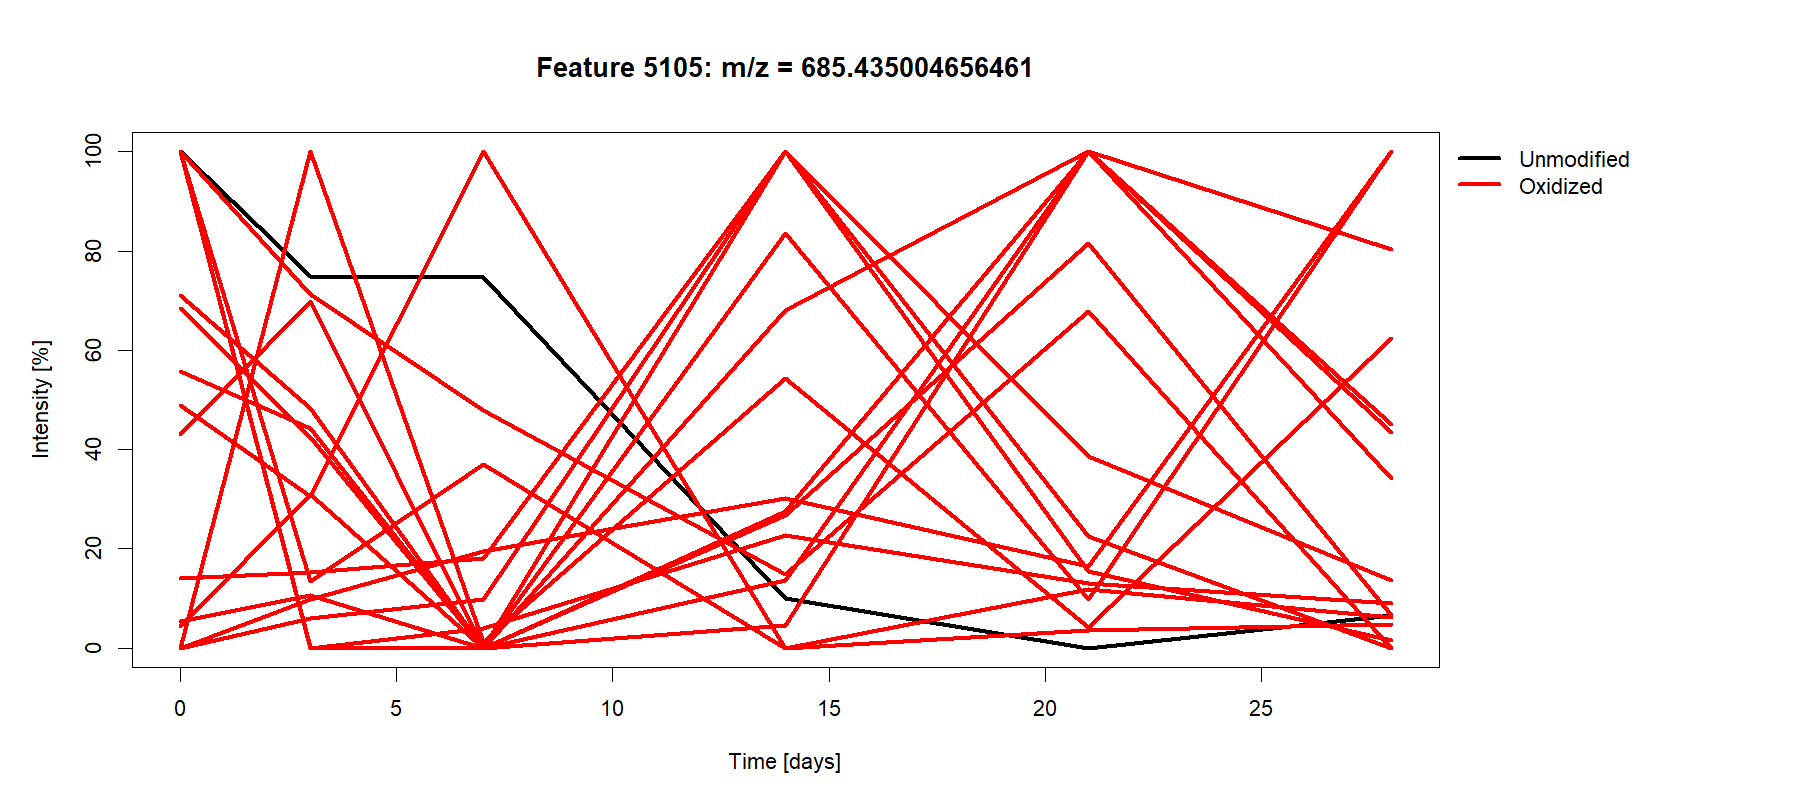 Feature 5105: m/z = 685.435004656461
Unmodified
Oxidized
Intensity [%]
100
80
60
40
20
0
0 5 10 15 20 25
Time [days]